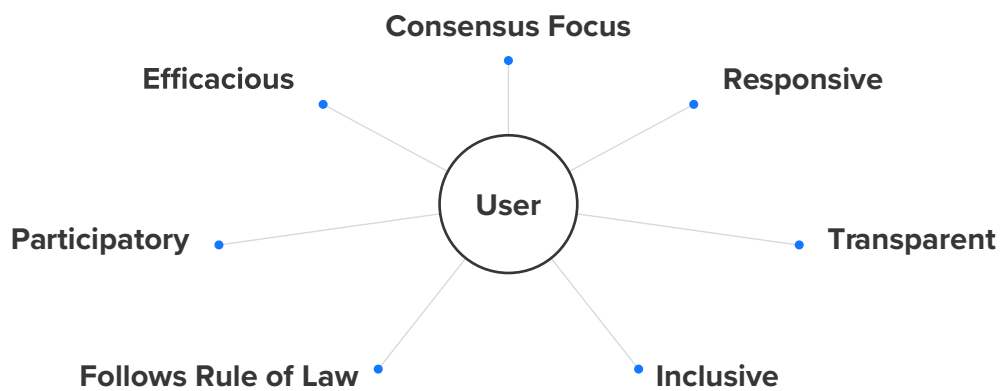 Consensus Focus
Efficacious
Responsive
User
Participatory
Transparent
Follows Rule of Law
Inclusive